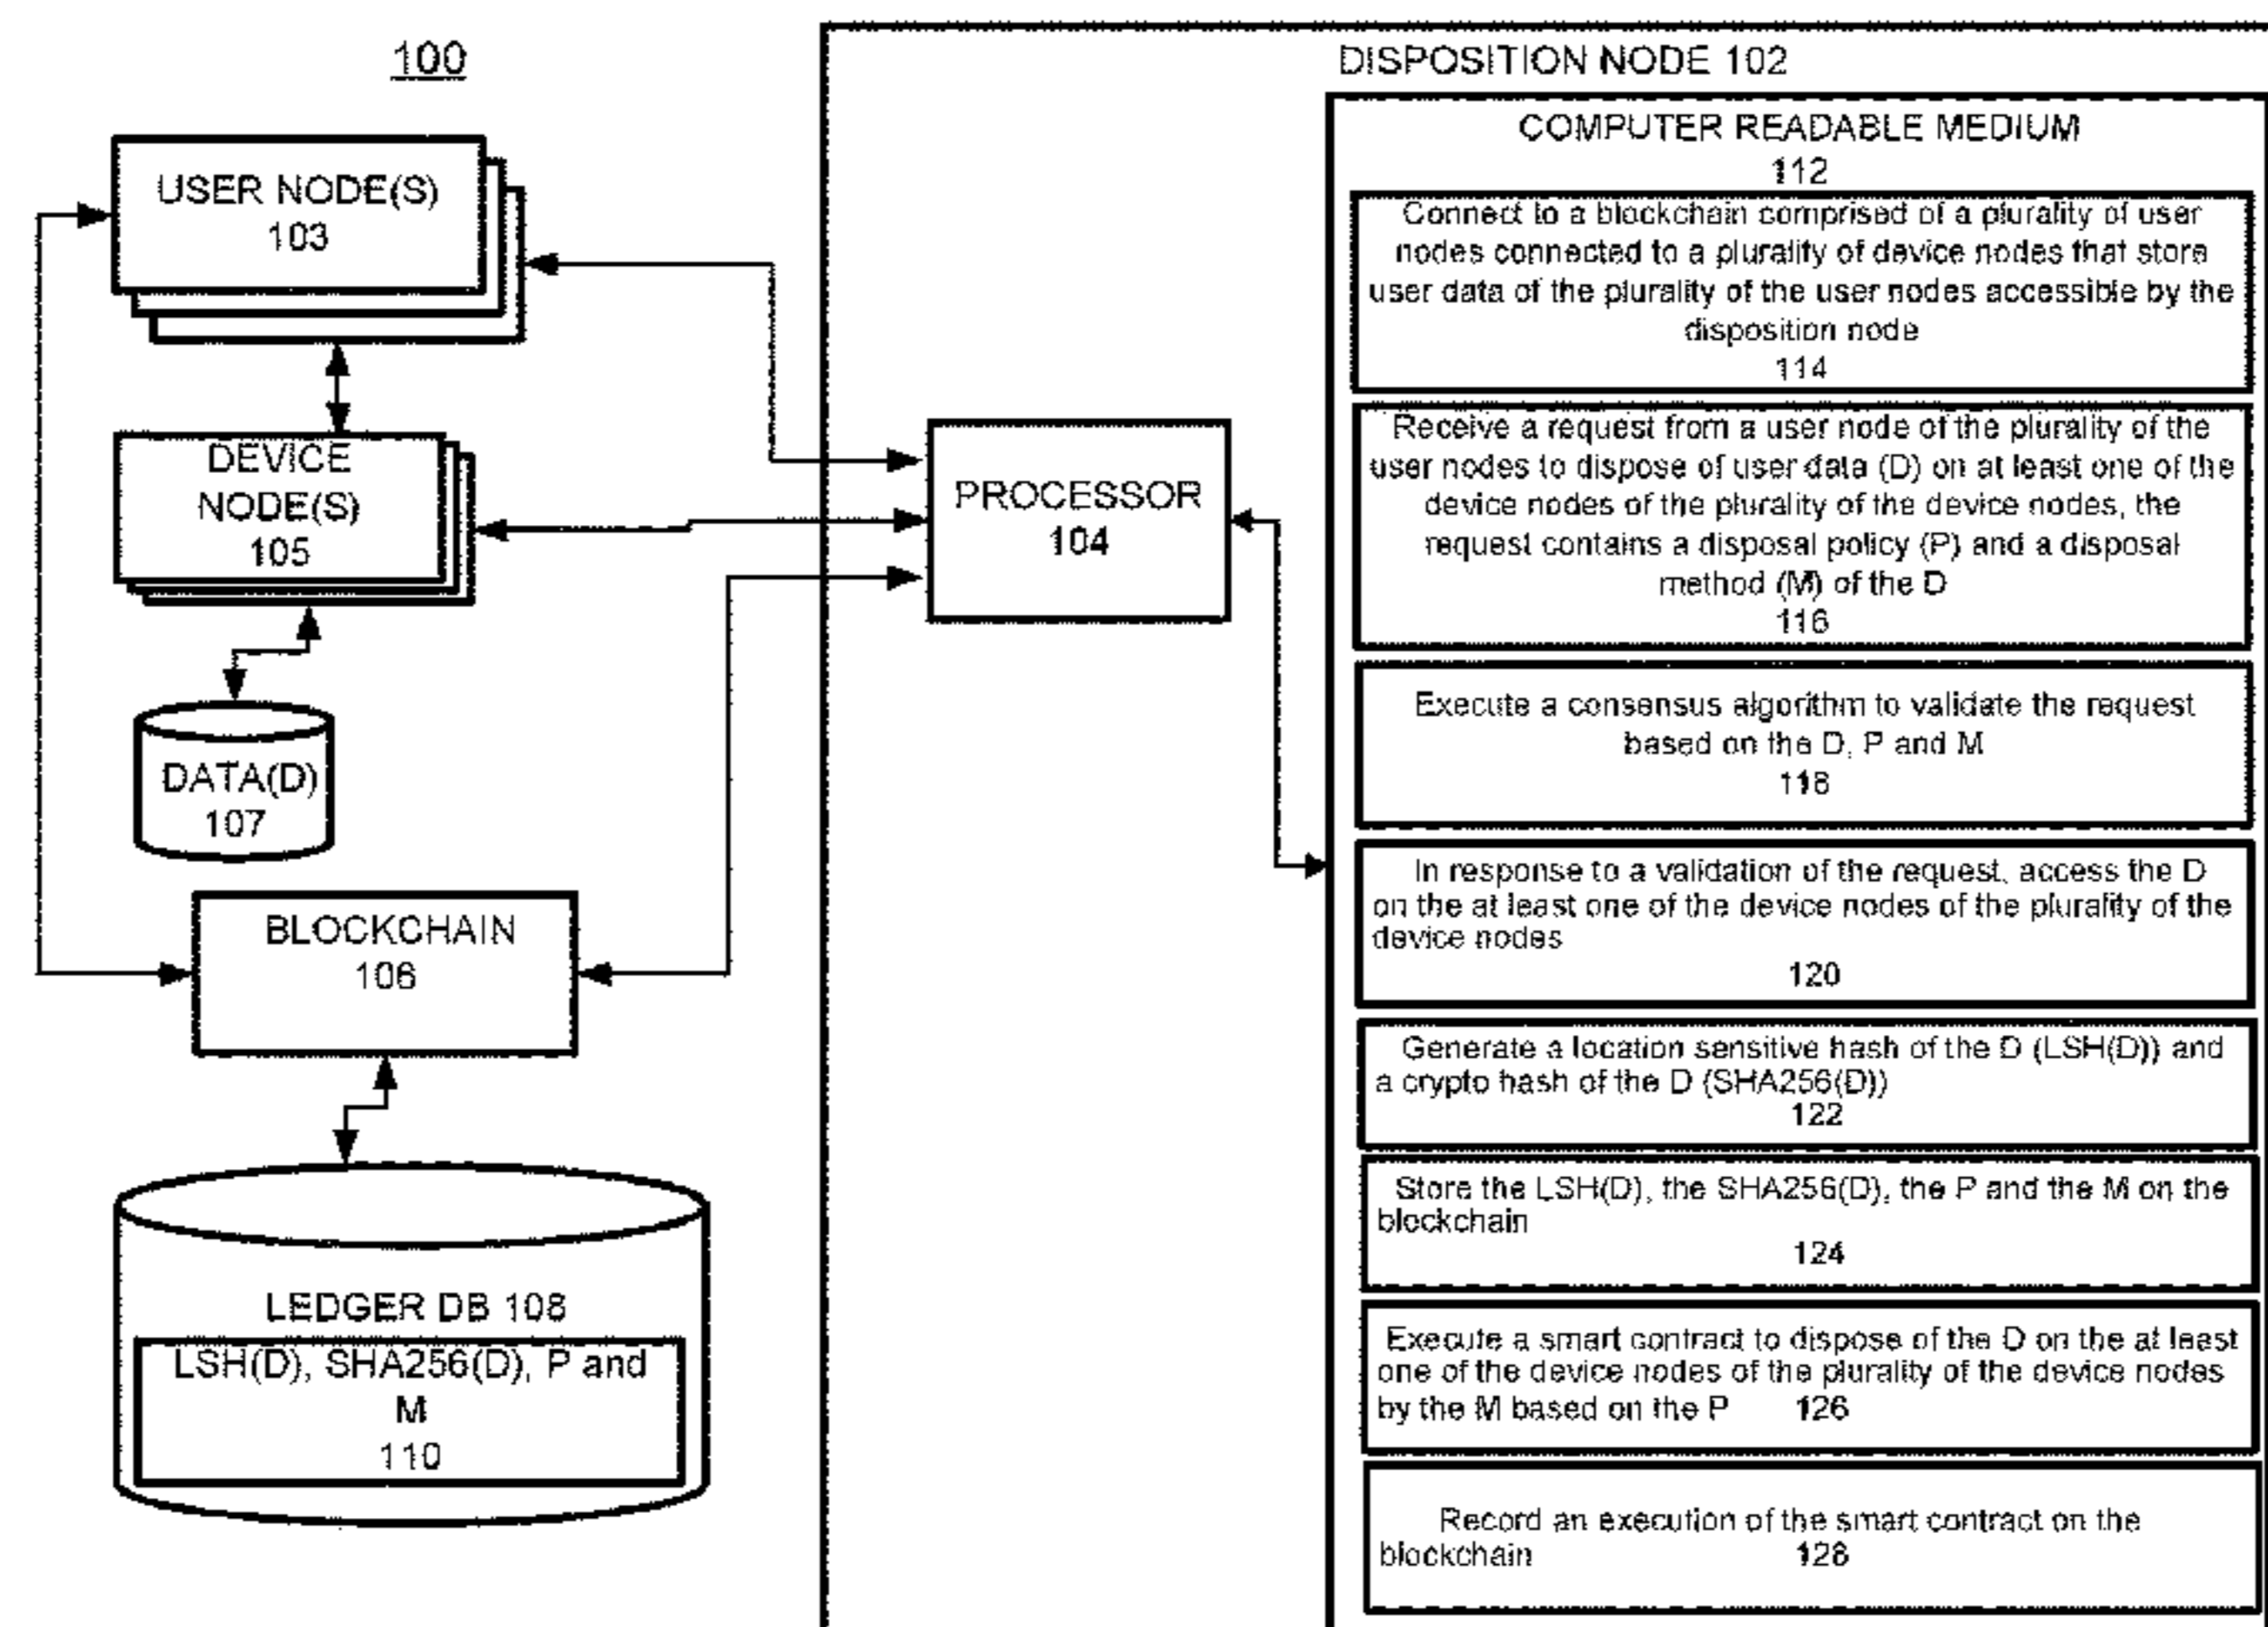 100
USER NODE(S)
103
DEVICE
NODE(S)
105
DATA(D)
107
BLOCKCHAIN
106
LEDGER DB 108
LSH(D), SHA256(D), P and
M
110
DISPOSITION NODE 102
PROCESSOR
104
COMPUTER READABLE MEDIUM
112
Connect to a blockchain comprised of a plurality of user
nodes connected to a plurality of device nodes that store
user data of the plurality of the user nodes accessible by the
disposition node
114
Receive a request from a user node of the plurality of the
user nodes to dispose of user data (D) on at least one of the
device nodes of the plurality of the device nodes, the
request contains a disposal policy (P) and a disposal
method (M) of the D
116
Execute a consensus algorithm to validate the request
based on the D, P and M
118
In response to a validation of the request, access the D
on the at least one of the device nodes of the plurality of the
device nodes
120
Generate a location sensitive hash of the D (LSH(D)) and
a crypto hash of the D (SHA256(D))
122
Store the LSH(D), the SHA256(D), the P and the M on the
blockchain
124
Execute a smart contract to dispose of the D on the at least
one of the device nodes of the plurality of the device nodes
by the M based on the P 126
Record an execution of the smart contract on the
blockchain 128